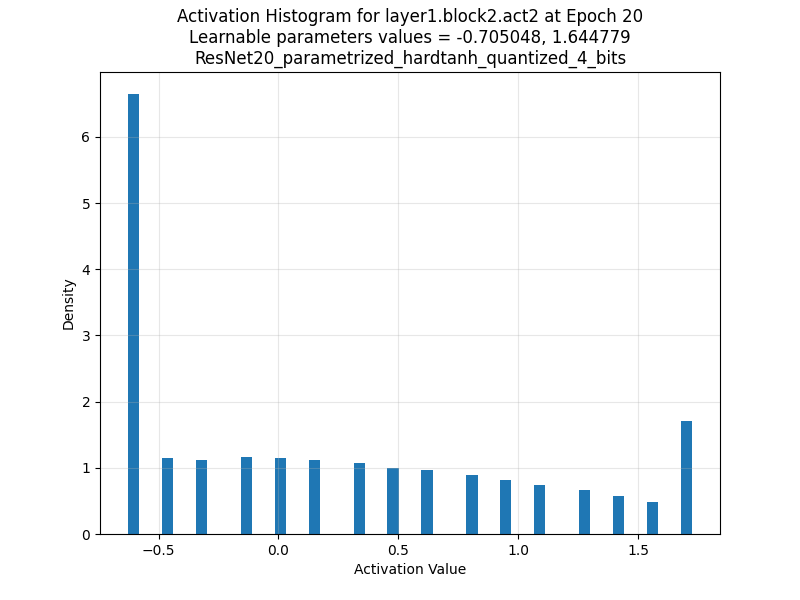 Activation Histogram for layer1.block2.act2 at Epoch 20
Learnable parameters values = -0.705048, 1.644779
ResNet20_parametrized_hardtanh_quantized_4_bits
6
5
4
3
2
1
0
Density
−0.5 0.0 0.5 1.0 1.5
Activation Value